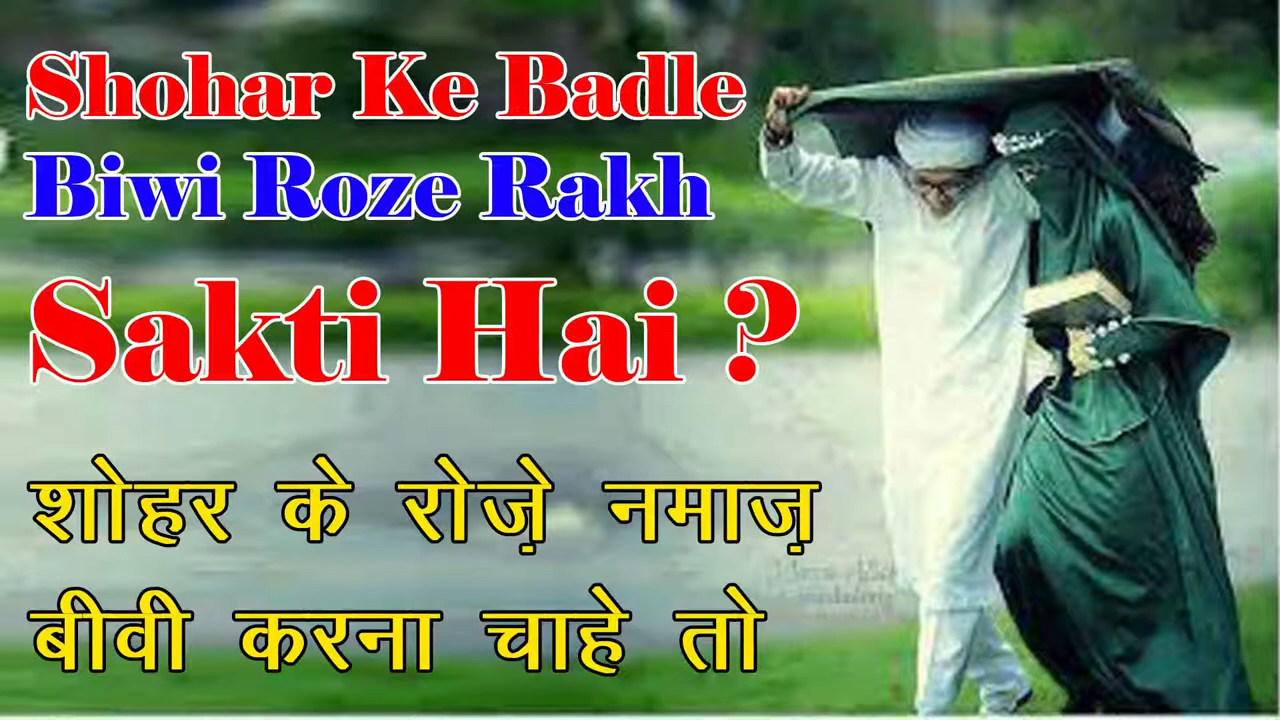 Shohar Ke Badle
Biwi Roze Rakh
Sakti Hai ?
शोहर के रोज़े नमाज़
बीवी करना चाहे तो